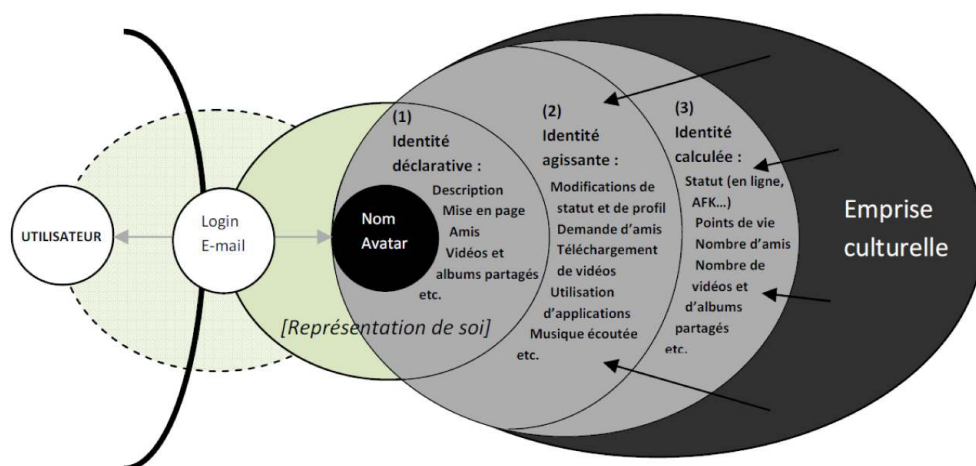 UTILISATEUR
Login
E-mail
Nom
Avatar
(1)
Identité
déclarative :
Description
Mise en page
Amis
Vidéos et
albums partagés
etc.
[Représentation de soi]
(2)
Identité
agissante :
Modifications de
statut et de profil
Demande d'amis
Téléchargement
de vidéos
Utilisation
d'applications
Musique écoutée
etc.
(3)
Identité
calculée :
Statut (en ligne,
AFK...)
Points de vie
Nombre d'amis
Nombre de
vidéos et
d'albums
partagés
etc.
Emprise
culturelle